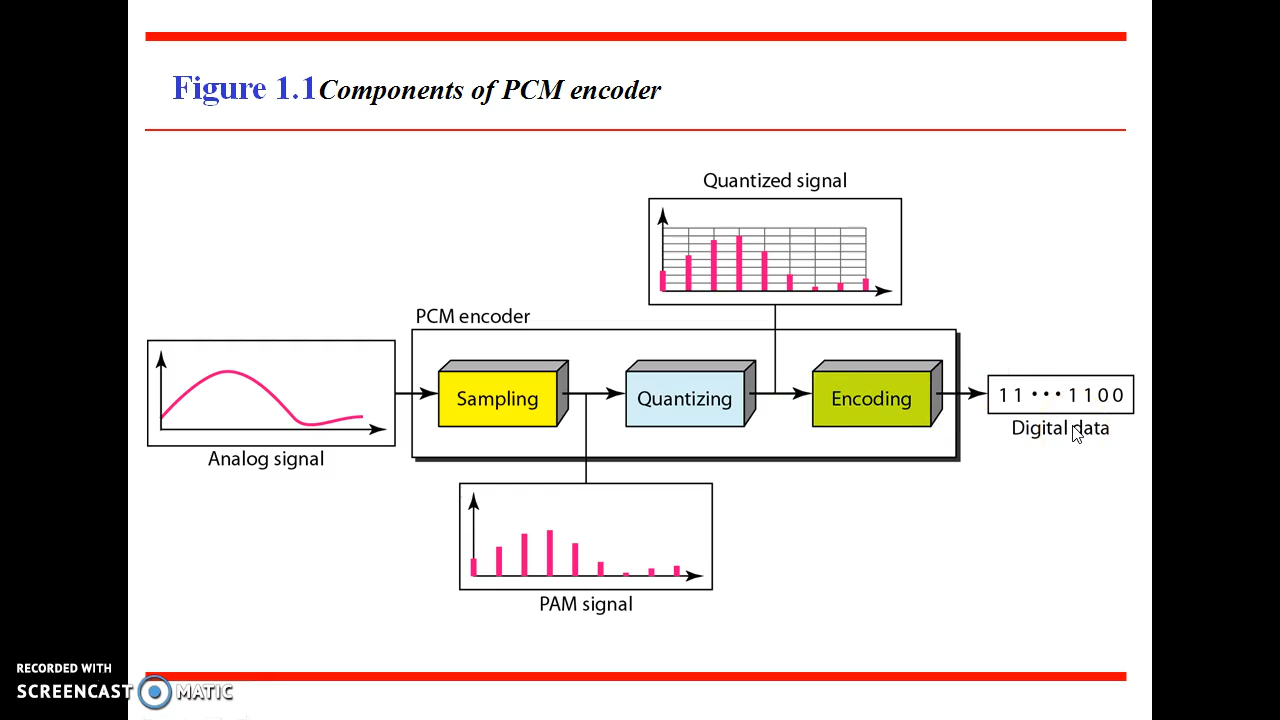 Figure 1.1 Components of PCM encoder
Quantized signal
PCM encoder
Sampling
Quantizing
Encoding
11 ••• 1100
Digital data
Analog signal
PAM signal
RECORDED WITH
SCREENCAST MATIC